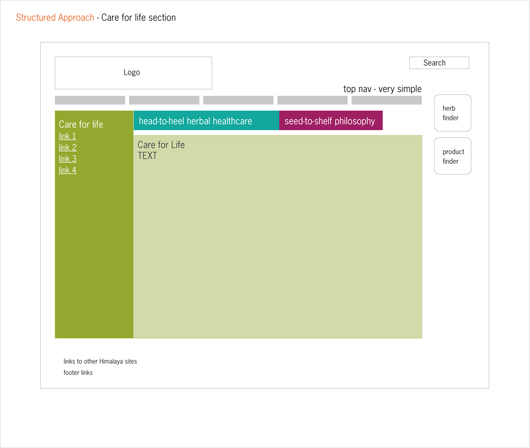 Structured Approach - Care for life section
Logo
Search
top nav - very simple
herb
finder
product
finder
head-to-heel herbal healthcare
seed-to-shelf philosophy
Care for life
link 1
link 2
link 3
link 4
Care for Life
TEXT
links to other Himalaya sites
footer links